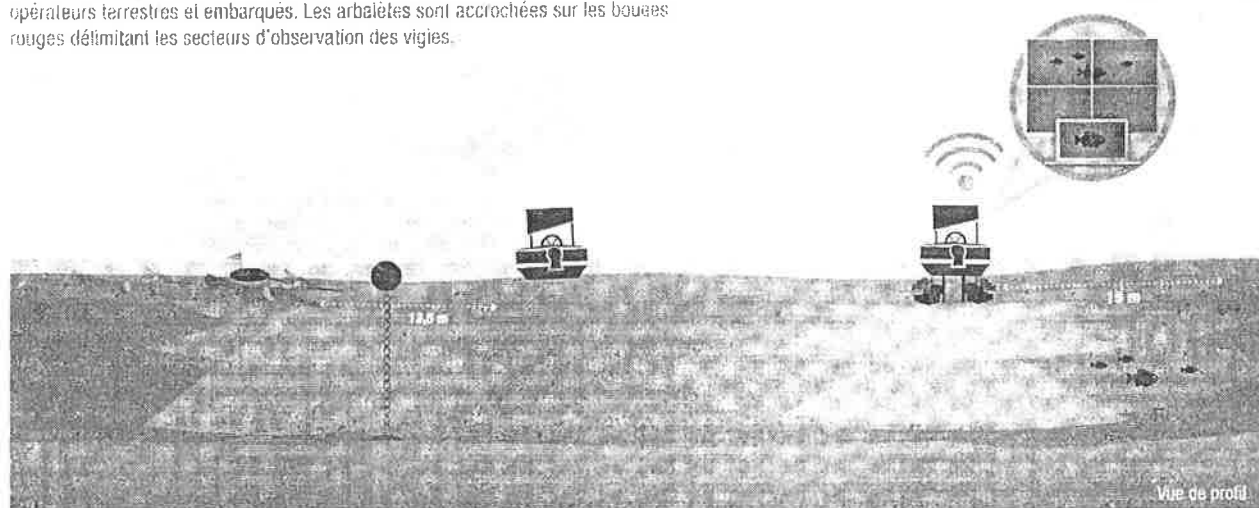 opérateurs terrestres et embarqués. Les arbalètes sont accrochées sur les bouées
rouges délimitant les secteurs d'observation des vigies.
15 m
13,5 m
Vue de profil